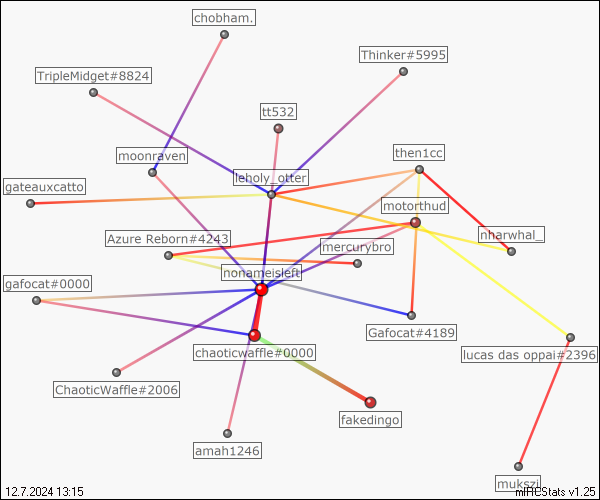 chobham.
Thinker#5995
TripleMidget#8824
tt532
then1cc
moonraven
leholy_otter
gateauxcatto
motorthud
Azure Reborn#4243
nharwhal_
mercurybro
nonameisleft
gafocat#0000
Gafocat#4189
chaoticwaffle#0000
lucas das oppai#2396
ChaoticWaffle#2006
fakedingo
amah1246
mukszi
12.7.2024 13:15
mIRCStats v1.25